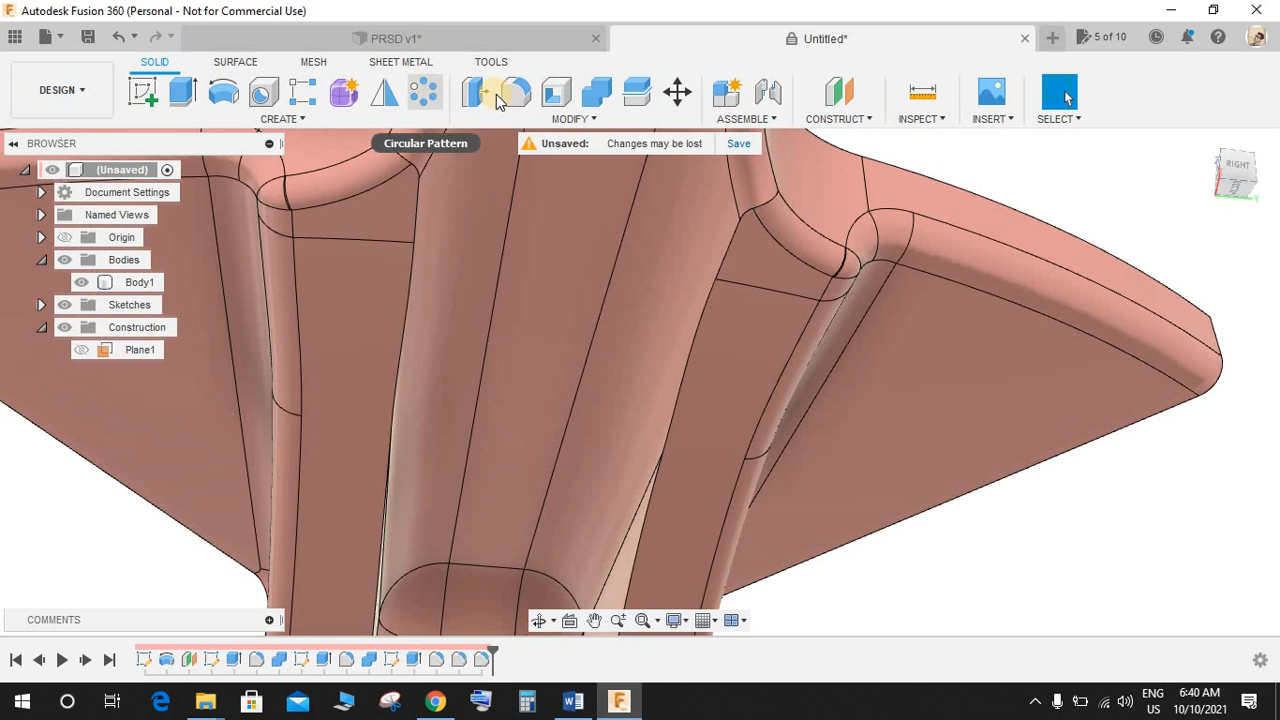 Autodesk Fusion 360 (Personal - Not for Commercial Use)
PRSD v1*
Untitled*
5 of 10
DESIGN
SOLID
SURFACE
MESH
SHEET METAL
TOOLS
CREATE
MODIFY
ASSEMBLE
CONSTRUCT
INSPECT
INSERT
SELECT
BROWSER
Circular Pattern
Unsaved:
Changes may be lost
Save
RIGHT
(Unsaved)
Document Settings
Named Views
Origin
Bodies
Body1
Sketches
Construction
Plane1
COMMENTS
ENG
US
6:40 AM
10/10/2021